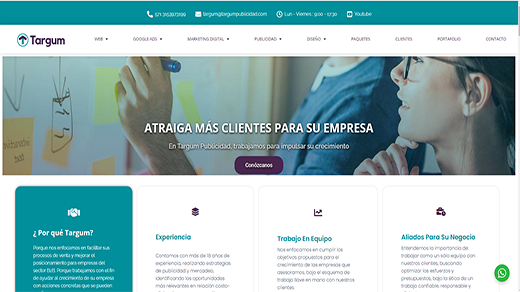 571 3153973199
targum@targumpublicidad.com
Lun - Viernes : 9:00 - 17:30
Youtube
Targum
WEB
GOOGLE ADS
MARKETING DIGITAL
PUBLICIDAD
DISEÑO
PAQUETES
CLIENTES
PORTAFOLIO
CONTACTO
ATRAIGA MÁS CLIENTES PARA SU EMPRESA
En Targum Publicidad, trabajamos para impulsar su crecimiento
Conózcanos
¿ Por qué Targum?
Porque nos enfocamos en facilitar sus
procesos de venta y mejorar el
posicionamiento para empresas del
sector B2B. Porque trabajamos con el fin
de ayudar al crecimiento de su empresa
con acciones concretas que se pueden
Experiencia
Contamos con más de 18 años de
experiencia, realizando estrategias
de publicidad y mercadeo,
identificando las oportunidades
más relevantes en relación costo-
Trabajo En Equipo
Nos enfocamos en cumplir los
objetivos propuestos para el
crecimiento de las empresas que
asesoramos, bajo el esquema de
trabajo lleve en mano con nuestros
clientes
Aliados Para Su Negocio
Entendemos la importancia de
trabajar como un sólo equipo con
nuestros clientes, buscando
optimizar los esfuerzos y
presupuestos, bajo la ética de un
trabajo confiable, responsable y